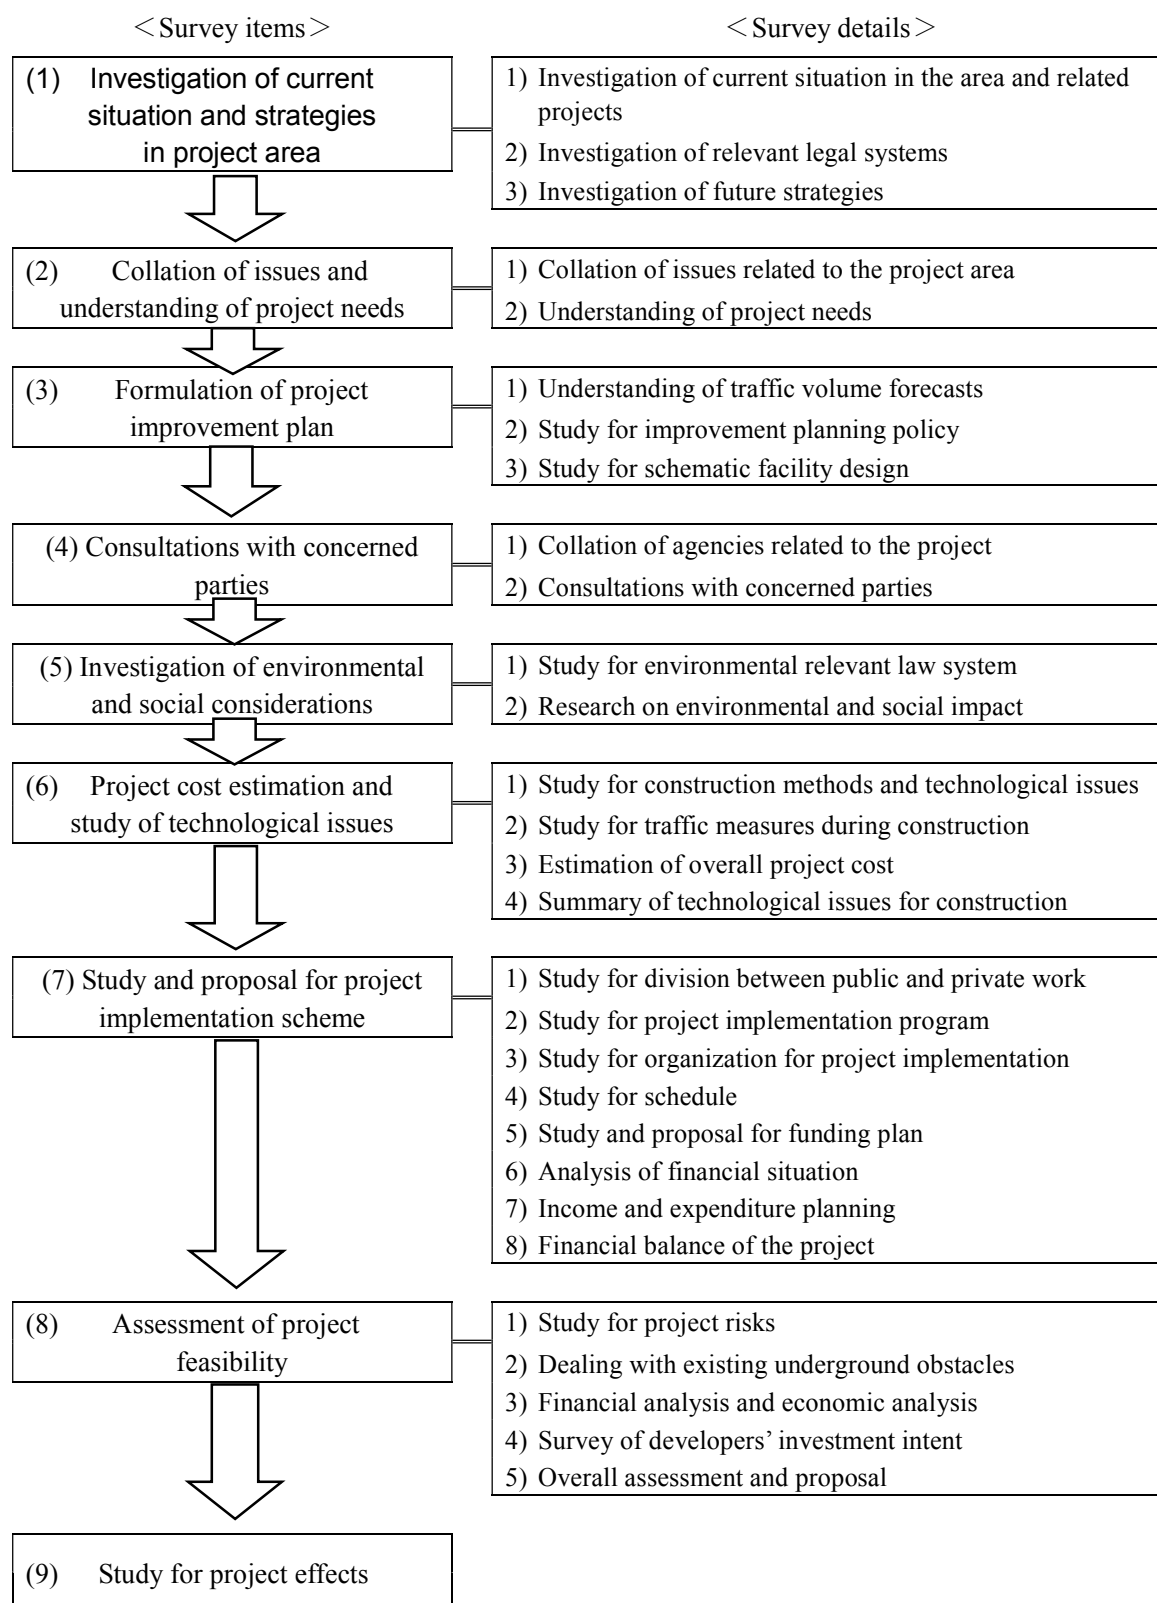 ＜Survey items＞
＜Survey details＞
(1) Investigation of current
situation and strategies
in project area
1) Investigation of current situation in the area and related
projects
2) Investigation of relevant legal systems
3) Investigation of future strategies
(2) Collation of issues and
understanding of project needs
1) Collation of issues related to the project area
2) Understanding of project needs
(3) Formulation of project
improvement plan
1) Understanding of traffic volume forecasts
2) Study for improvement planning policy
3) Study for schematic facility design
(4) Consultations with concerned
parties
1) Collation of agencies related to the project
2) Consultations with concerned parties
(5) Investigation of environmental
and social considerations
1) Study for environmental relevant law system
2) Research on environmental and social impact
(6) Project cost estimation and
study of technological issues
1) Study for construction methods and technological issues
2) Study for traffic measures during construction
3) Estimation of overall project cost
4) Summary of technological issues for construction
(7) Study and proposal for project
implementation scheme
1) Study for division between public and private work
2) Study for project implementation program
3) Study for organization for project implementation
4) Study for schedule
5) Study and proposal for funding plan
6) Analysis of financial situation
7) Income and expenditure planning
8) Financial balance of the project
(8) Assessment of project
feasibility
1) Study for project risks
2) Dealing with existing underground obstacles
3) Financial analysis and economic analysis
4) Survey of developers’ investment intent
5) Overall assessment and proposal
(9) Study for project effects